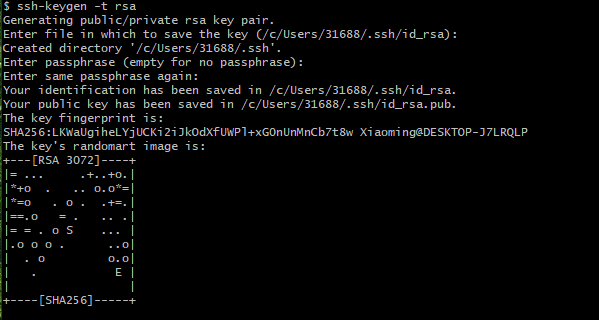 $ ssh-keygen -t rsa
Generating public/private rsa key pair.
Enter file in which to save the key (/c/Users/31688/.ssh/id_rsa):
Created directory '/c/Users/31688/.ssh'.
Enter passphrase (empty for no passphrase):
Enter same passphrase again:
Your identification has been saved in /c/Users/31688/.ssh/id_rsa.
Your public key has been saved in /c/Users/31688/.ssh/id_rsa.pub.
The key fingerprint is:
SHA256:LKWaUgiheLYjUCKi2iJkOdXfUWPl+xGOnUnMnCb7t8w Xiaoming@DESKTOP-J7LRQLP
The key's randomart image is:
+---[RSA 3072]----+
|= ...     .+..+o.|
|*+o  .   .. o.o*=|
|*=o   . o .  .+=.|
|==.o   = .   .. .|
|= = . o S    ... |
|.o o o .      ..o|
|  . o         o.o|
|   .           E |
|                 |
+----[SHA256]-----+